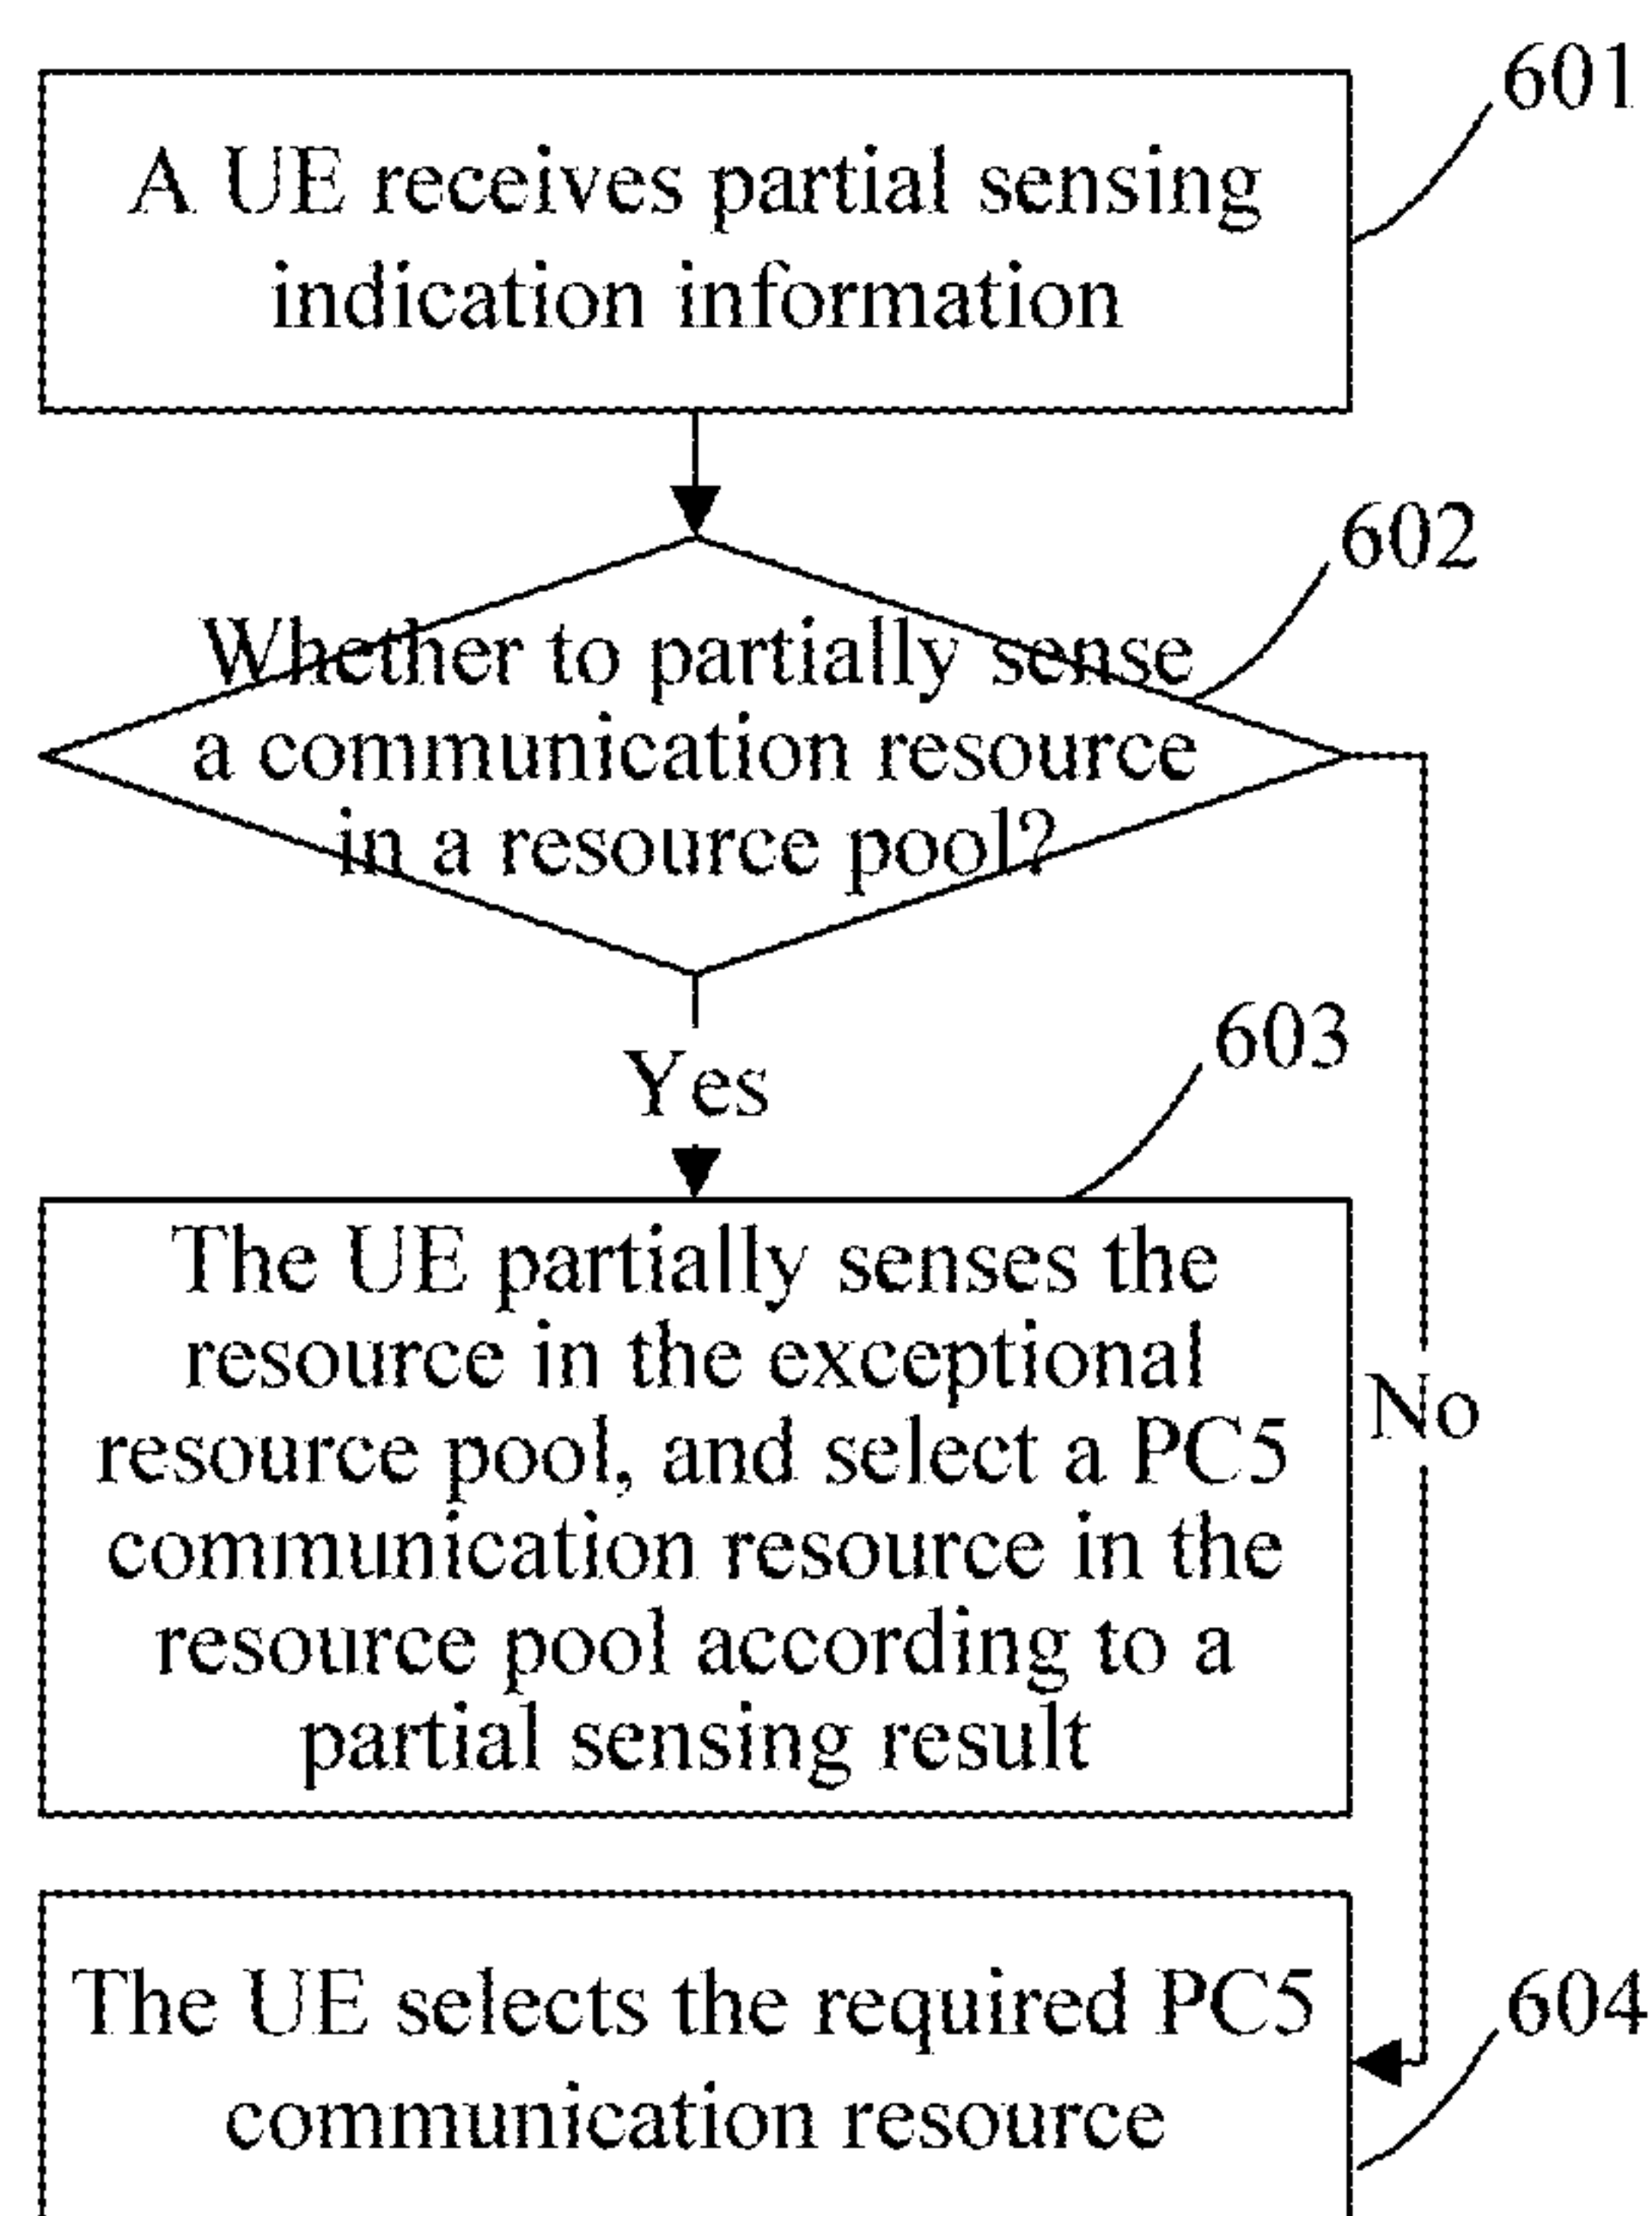 601
A UE receives partial sensing
indication information
602
Whether to partially sense
a communication resource
in a resource pool?
Yes
603
The UE partially senses the
resource in the exceptional
resource pool, and select a PC5
communication resource in the
resource pool according to a
partial sensing result
No
The UE selects the required PC5
communication resource
604